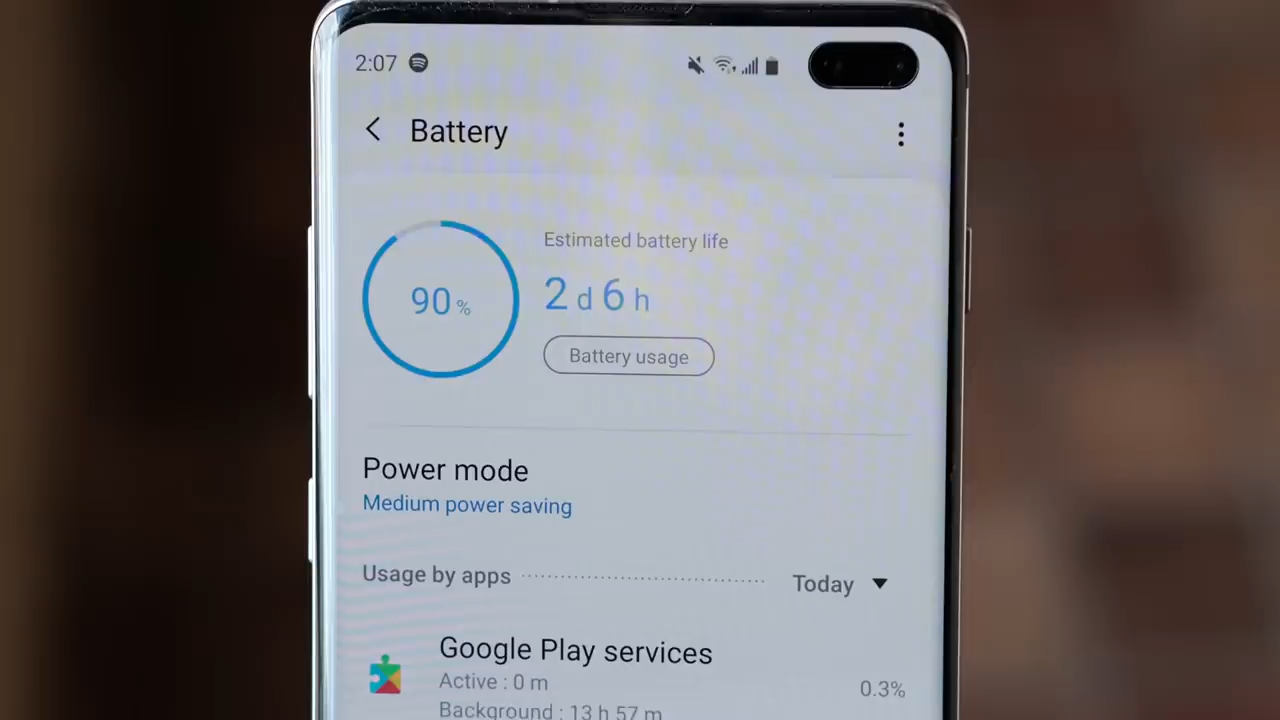 2:07
Battery
Estimated battery life
90 %
2 d 6 h
Battery usage
Power mode
Medium power saving
Usage by apps
Today
Google Play services
Active : 0 m
0.3%
Background : 13 h 57 m